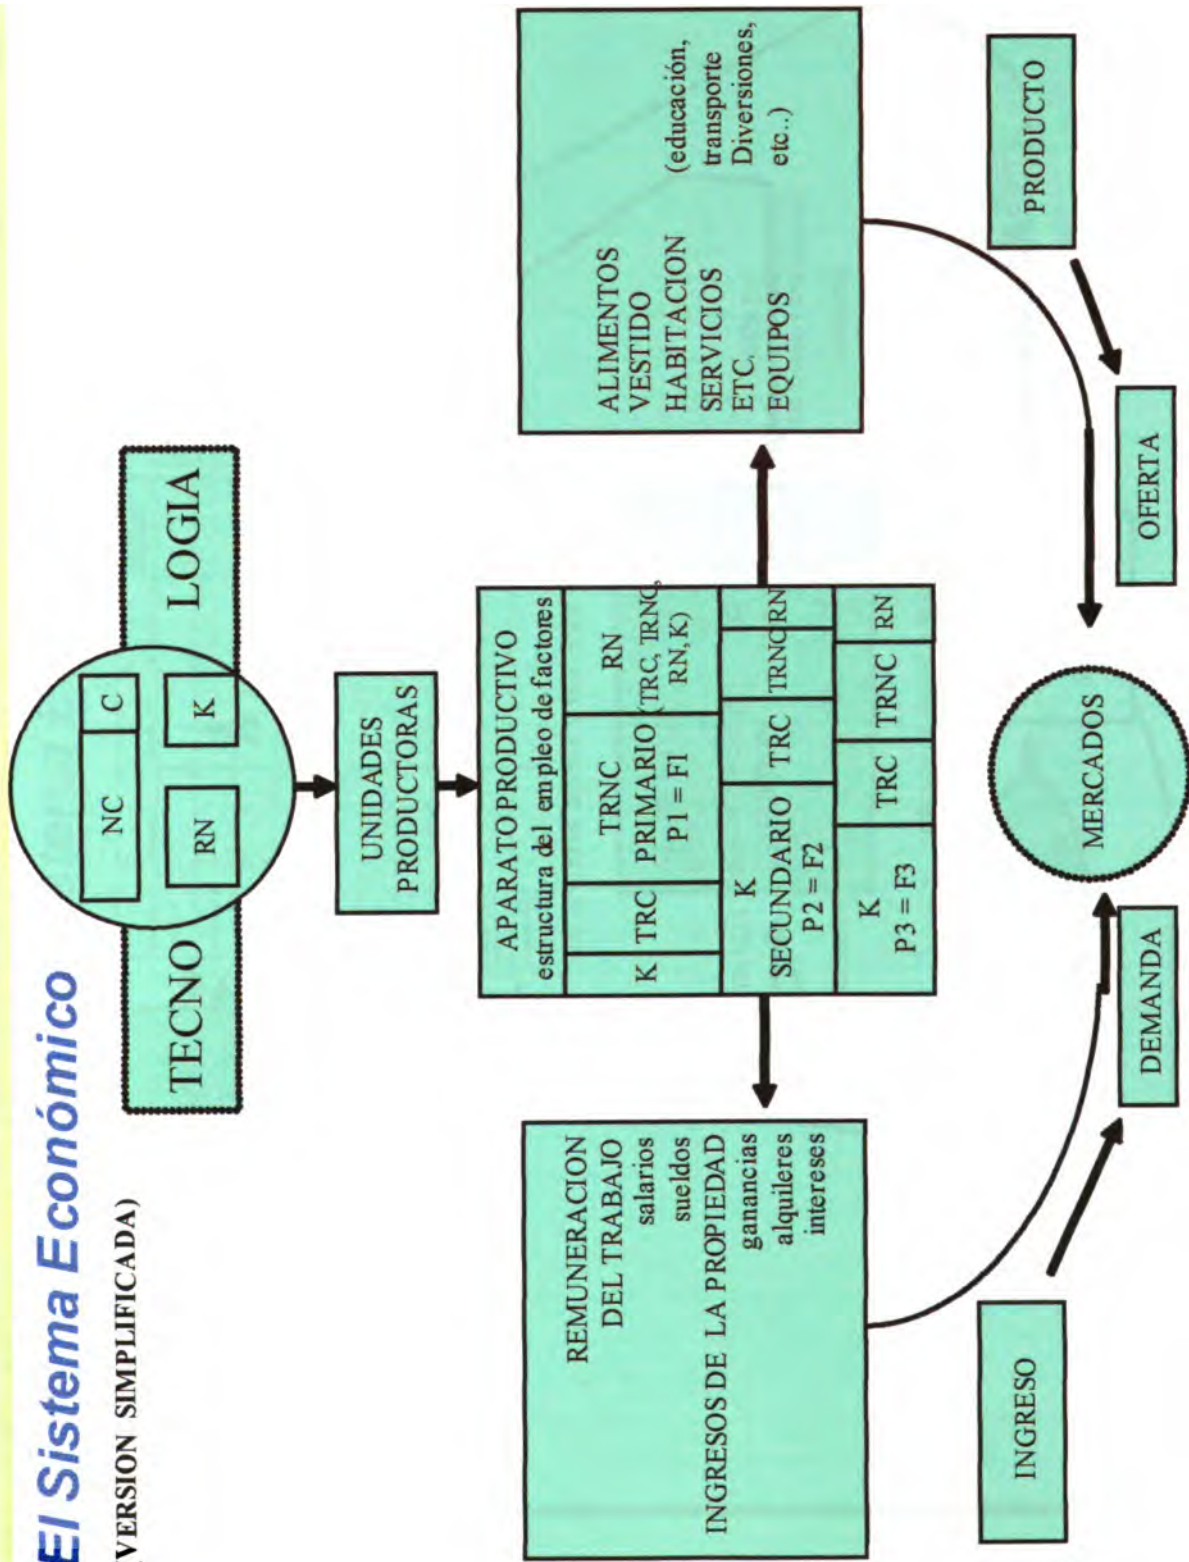 El Sistema Económico
VERSION SIMPLIFICADA)
TECNO
LOGIA
NC
C
RN
K
UNIDADES
PRODUCTORAS
APARATO PRODUCTIVO
estructura del empleo de factores
K
TRC
TRNC
PRIMARIO
P1 = F1
RN
(TRC, TRNC,
RN, K)
K
SECUNDARIO
P2 = F2
TRC
TRNC
RN
K
P3 = F3
TRC
TRNC
RN
REMUNERACION
DEL TRABAJO
salarios
sueldos
INGRESOS DE LA PROPIEDAD
ganancias
alquileres
intereses
ALIMENTOS
VESTIDO
HABITACION
SERVICIOS
ETC.
EQUIPOS
(educación,
transporte
Diversiones,
etc..)
INGRESO
DEMANDA
MERCADOS
OFERTA
PRODUCTO